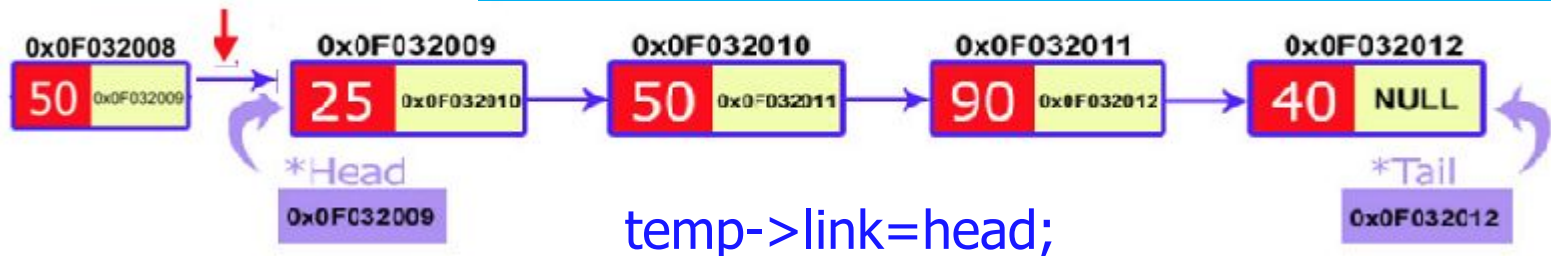 0x0F032008 0x0F032009 0x0F032010 0x0F032011 0x0F032012
50 0x0F032009 25 0x0F032010 50 0x0F032011 90 0x0F032012 40 NULL
*Head *Tail
0x0F032009 temp->link=head; 0x0F032012